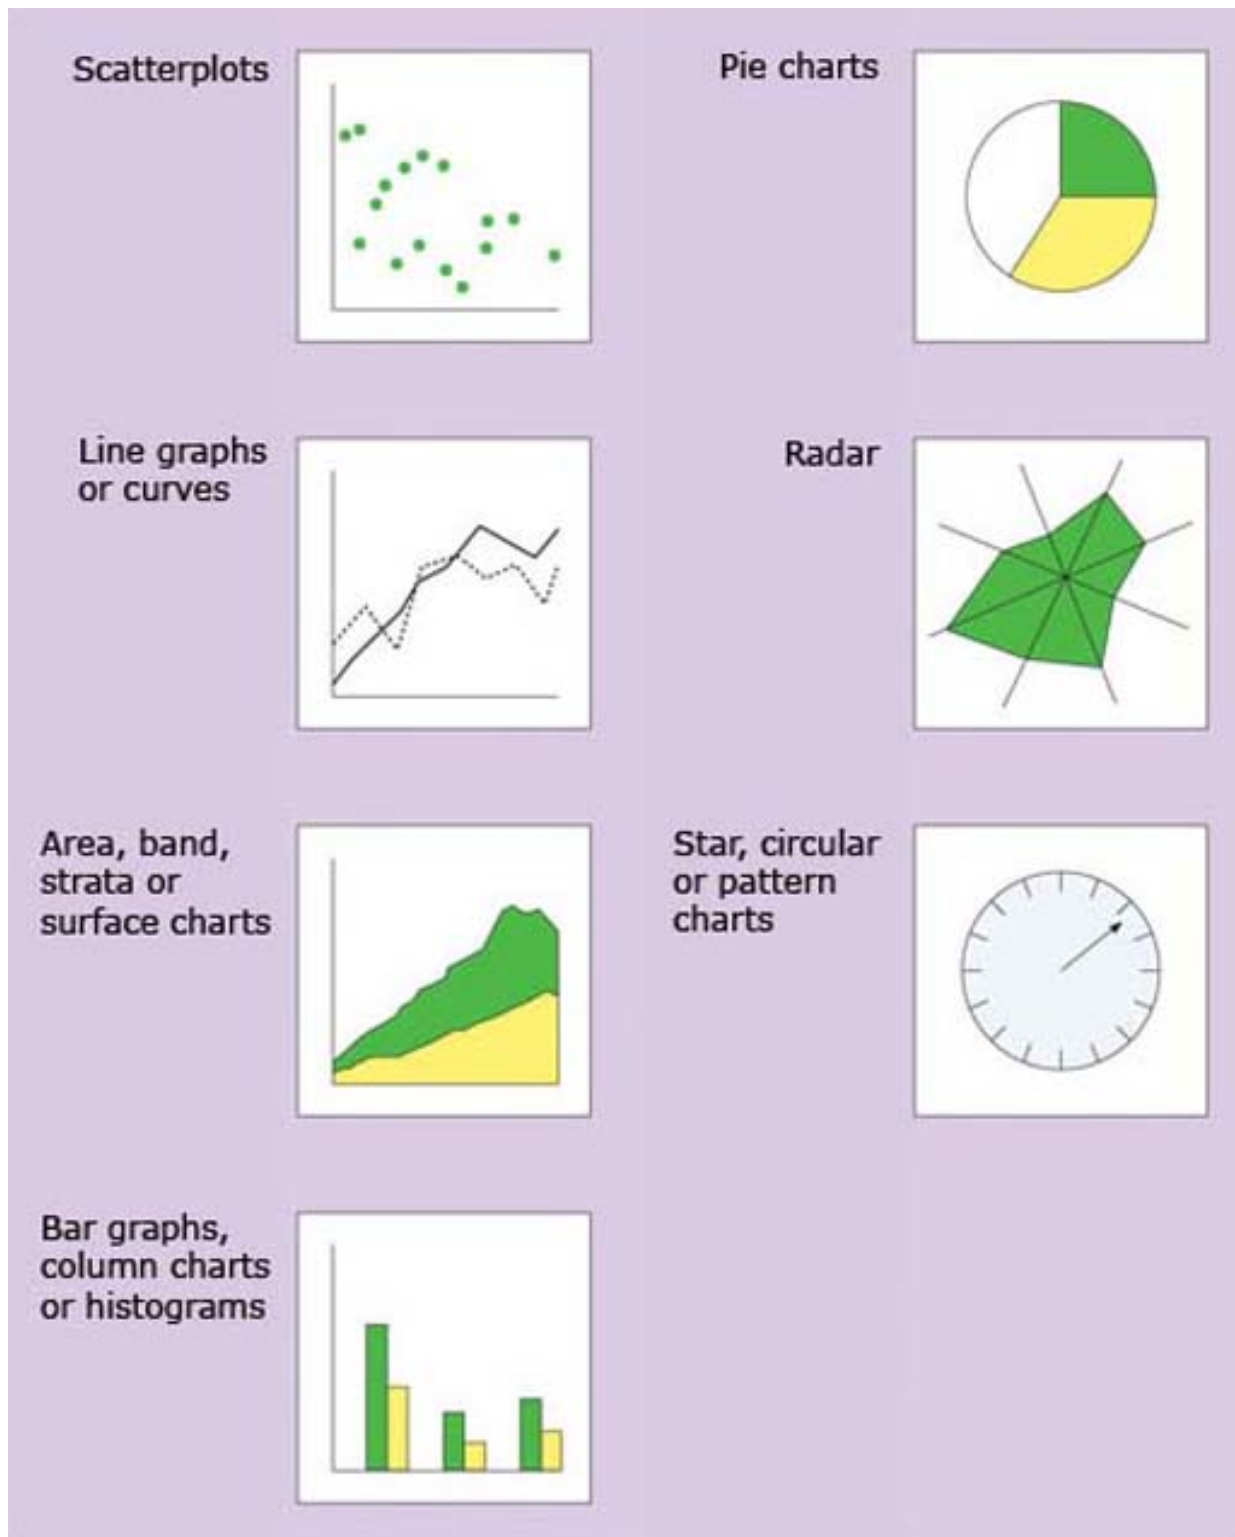 Scatterplots
Pie charts
Line graphs
or curves
Radar
Area, band,
strata or
surface charts
Star, circular
or pattern
charts
Bar graphs,
column charts
or histograms